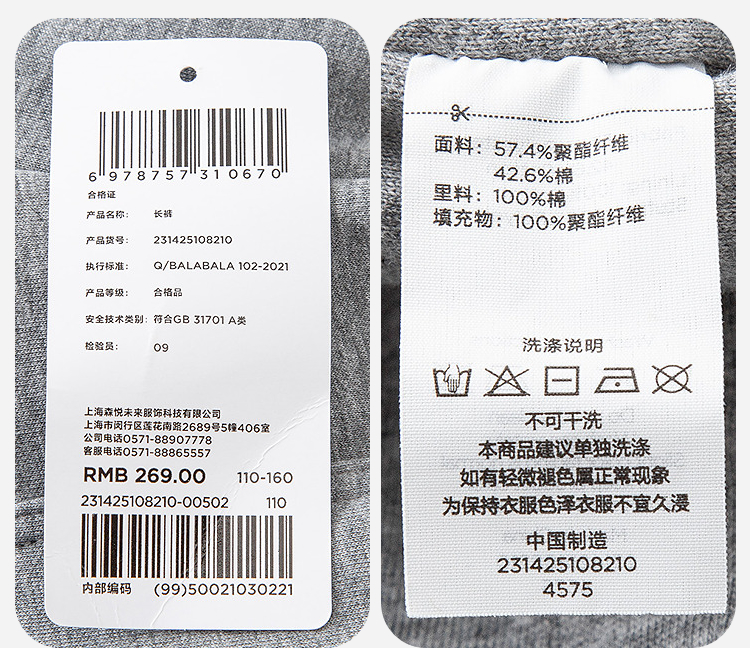 6 978757 310670
合格证
产品名称: 长裤
产品货号: 231425108210
执行标准: Q/BALABALA 102-2021
产品等级: 合格品
安全技术类别: 符合GB 31701 A类
检验员: 09
上海森悦未来服饰科技有限公司
上海市闵行区莲花南路2689号5幢406室
公司电话0571-88907778
客服电话0571-88865557
RMB 269.00 110-160
231425108210-00502 110
内部编码 (99)50021030221
面料: 57.4%聚酯纤维
42.6%棉
里料: 100%棉
填充物: 100%聚酯纤维
洗涤说明
不可干洗
本商品建议单独洗涤
如有轻微褪色属正常现象
为保持衣服色泽衣服不宜久浸
中国制造
231425108210
4575